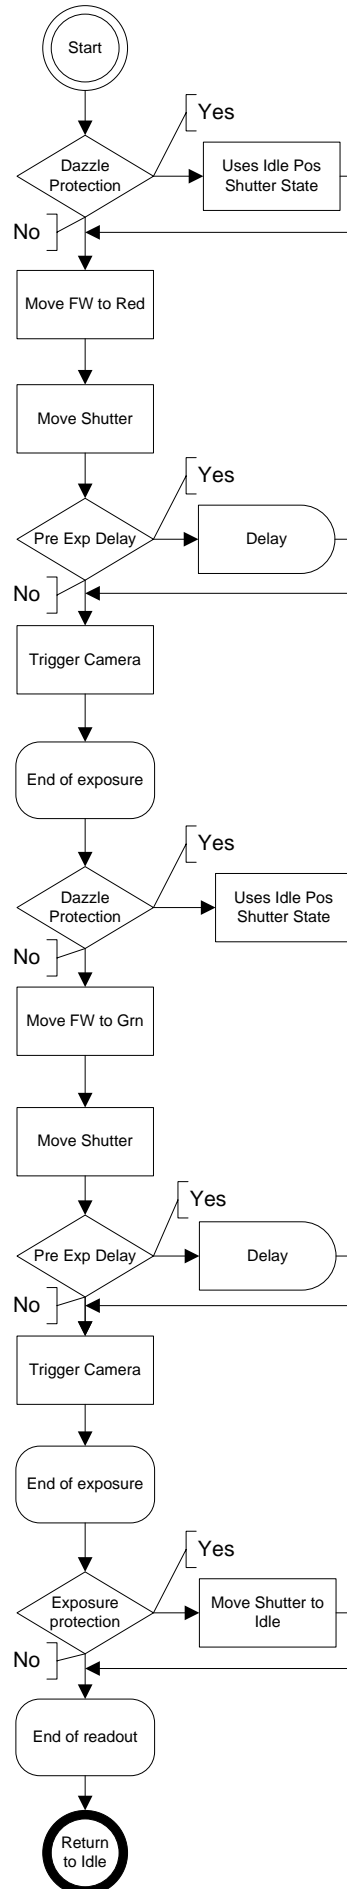 Start
Yes
Dazzle
Protection
Uses Idle Pos
Shutter State
No
Move FW to Red
Move Shutter
Yes
Pre Exp Delay
Delay
No
Trigger Camera
End of exposure
Yes
Dazzle
Protection
Uses Idle Pos
Shutter State
No
Move FW to Grn
Move Shutter
Yes
Pre Exp Delay
Delay
No
Trigger Camera
End of exposure
Yes
Exposure
protection
Move Shutter to
Idle
No
End of readout
Return
to Idle